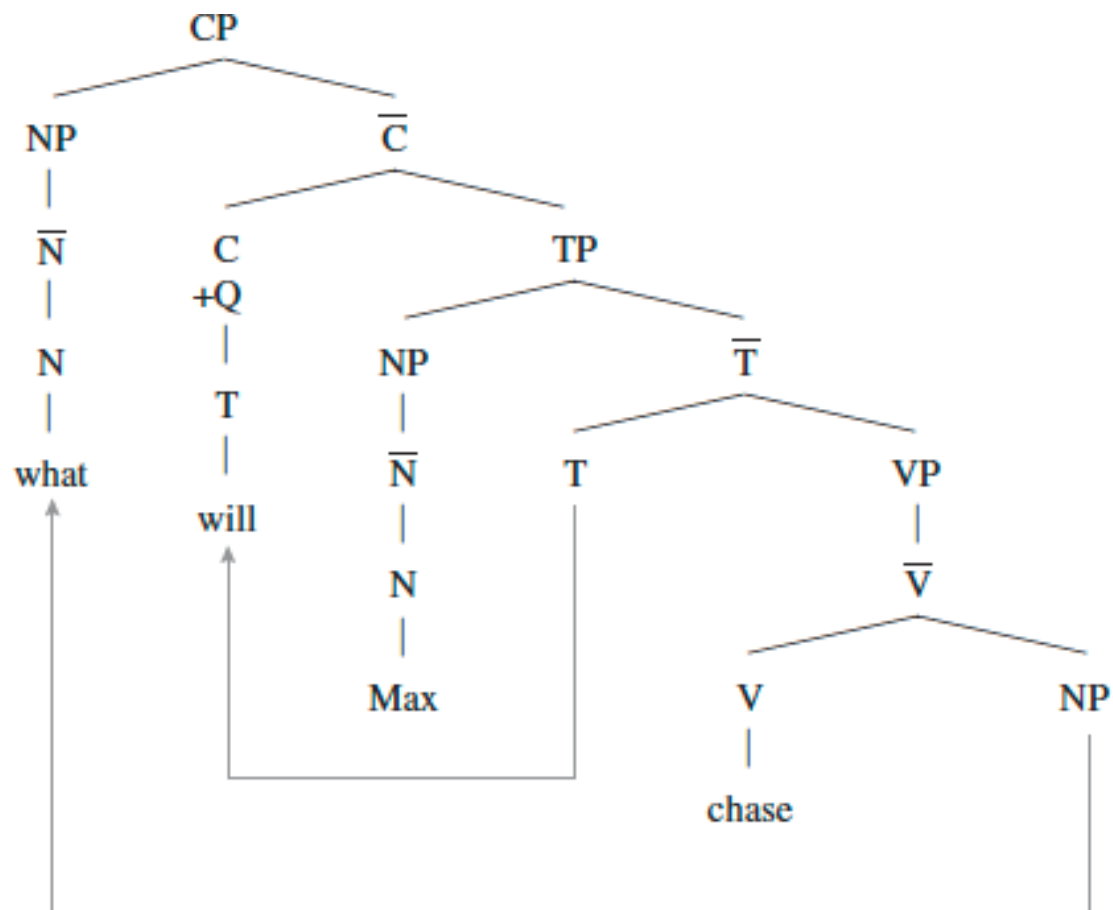 CP
NP C̅
N̅ C TP
+Q
N NP T̅
T
what N̅ T VP
will
N V̅
Max V NP
chase